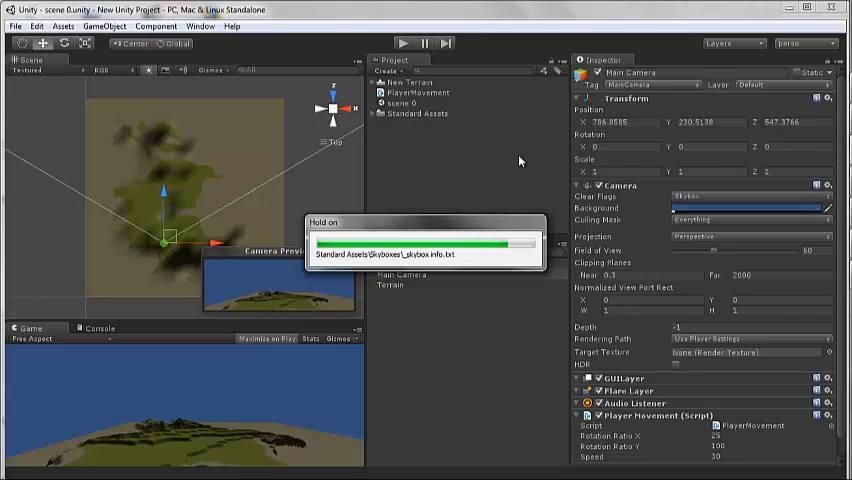 Unity - scene 0.unity - New Unity Project - PC, Mac & Linux Standalone
File Edit Assets GameObject Component Window Help
Center Global Layers perso
Scene Project Inspector
Textured RGB Gizmos All Create Main Camera Static
Tag MainCamera Layer Default
New Terrain
PlayerMovement
scene 0
Standard Assets
z
x
Top
Transform
Position
X 786.8585 Y 230.5138 Z 547.3766
Rotation
X 0 Y 0 Z 0
Scale
X 1 Y 1 Z 1
Camera
Clear Flags Skybox
Background
Culling Mask Everything
Projection Perspective
Field of View 60
Clipping Planes
Near 0.3 Far 2000
Normalized View Port Rect
X 0 Y 0
W 1 H 1
Depth -1
Rendering Path Use Player Settings
Target Texture None (Render Texture)
HDR
GUILayer
Flare Layer
Audio Listener
Player Movement (Script)
Script PlayerMovement
Rotation Ratio X 25
Rotation Ratio Y 100
Speed 30
Hold on
Standard Assets\Skyboxes\_skybox info.txt
Camera Previ
Main Camera
Terrain
Game Console
Free Aspect Maximize on Play Stats Gizmos